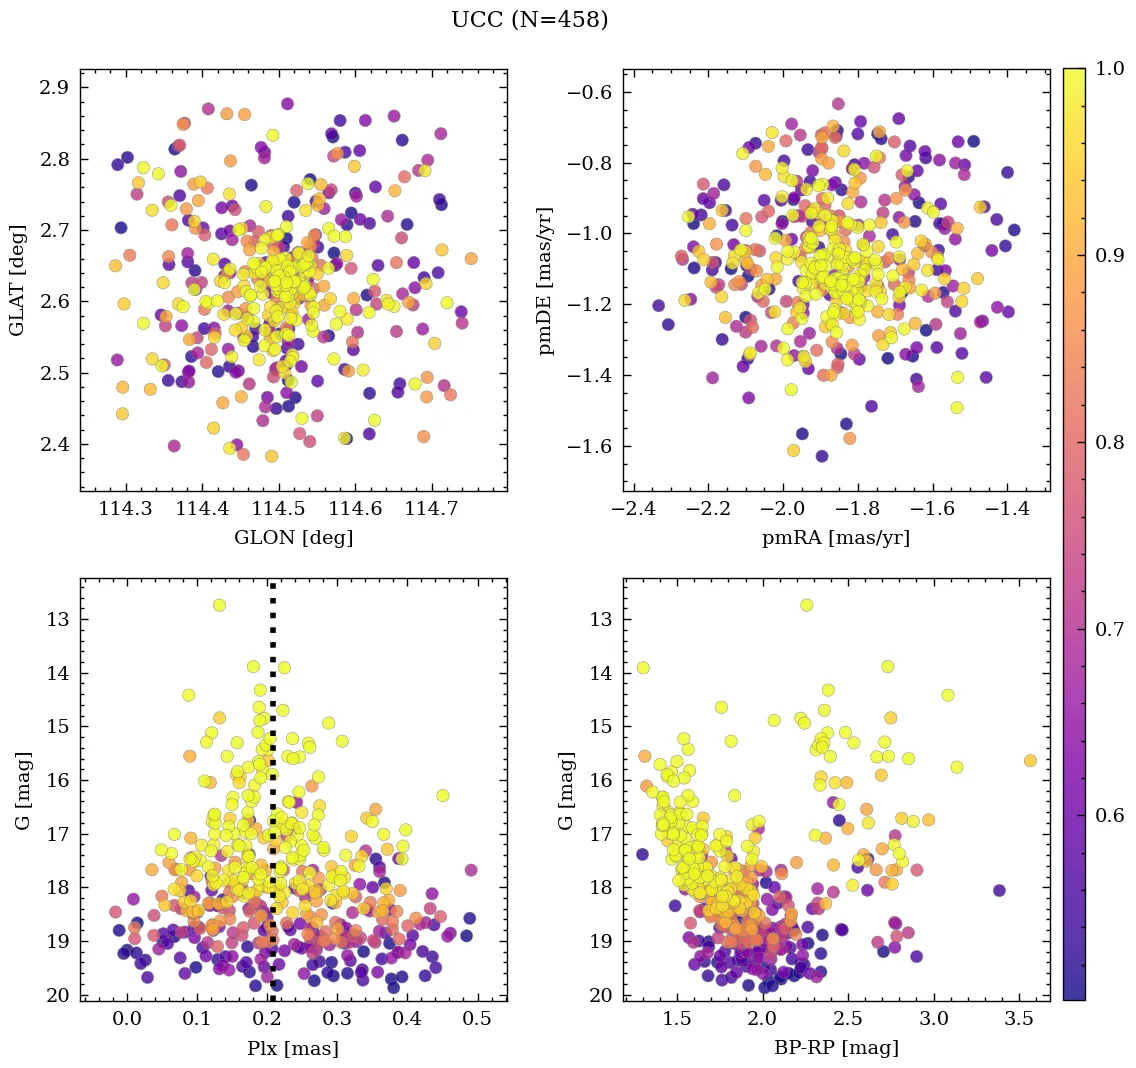 UCC (N=458)
2.9
2.8
2.7
2.6
2.5
2.4
GLAT [deg]
114.3 114.4 114.5 114.6 114.7
GLON [deg]
−0.6
−0.8
−1.0
−1.2
−1.4
−1.6
pmDE [mas/yr]
−2.4 −2.2 −2.0 −1.8 −1.6 −1.4
pmRA [mas/yr]
1.0
0.9
0.8
0.7
0.6
13
14
15
16
17
18
19
20
G [mag]
0.0 0.1 0.2 0.3 0.4 0.5
Plx [mas]
13
14
15
16
17
18
19
20
G [mag]
1.5 2.0 2.5 3.0 3.5
BP-RP [mag]